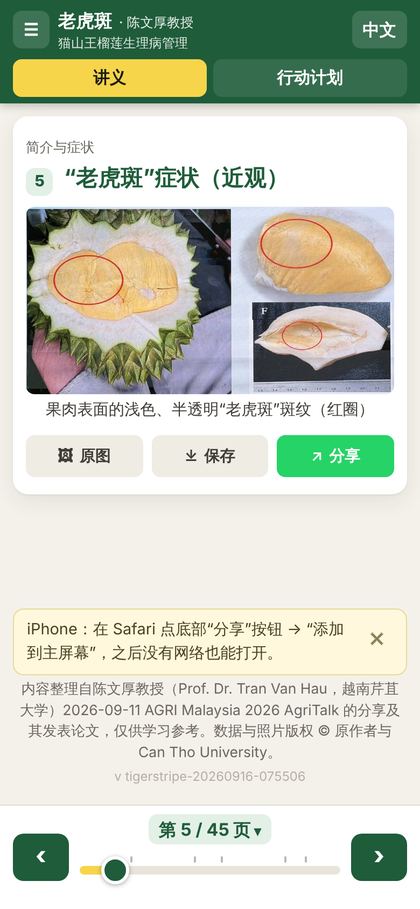 ☰ 老虎斑 · 陈文厚教授 中文
猫山王榴莲生理病管理
讲义 行动计划
简介与症状
5 “老虎斑”症状（近观）
F
果肉表面的浅色、半透明“老虎斑”斑纹（红圈）
原图 保存 分享
iPhone：在 Safari 点底部“分享”按钮 → “添加
到主屏幕”，之后没有网络也能打开。 ✕
内容整理自陈文厚教授（Prof. Dr. Tran Van Hau，越南芹苴
大学）2026-09-11 AGRI Malaysia 2026 AgriTalk 的分享及
其发表论文，仅供学习参考。数据与照片版权 © 原作者与
Can Tho University。
v tigerstripe-20260916-075506
‹ 第 5 / 45 页 ▾ ›